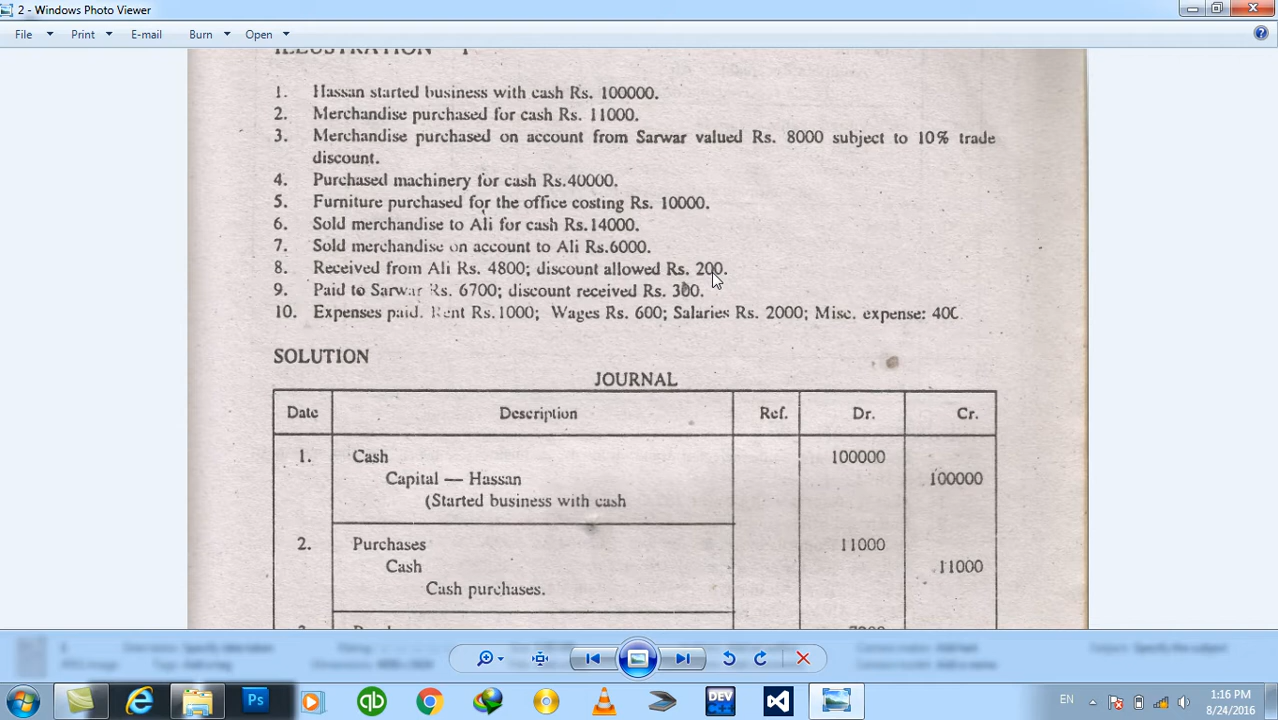 2 - Windows Photo Viewer
File Print E-mail Burn Open
ILLUSTRATION - I
1. Hassan started business with cash Rs. 100000.
2. Merchandise purchased for cash Rs. 11000.
3. Merchandise purchased on account from Sarwar valued Rs. 8000 subject to 10% trade
discount.
4. Purchased machinery for cash Rs.40000.
5. Furniture purchased for the office costing Rs. 10000.
6. Sold merchandise to Ali for cash Rs.14000.
7. Sold merchandise on account to Ali Rs.6000.
8. Received from Ali Rs. 4800; discount allowed Rs. 200.
9. Paid to Sarwar Rs. 6700; discount received Rs. 300.
10. Expenses paid. Rent Rs.1000; Wages Rs. 600; Salaries Rs. 2000; Misc. expense: 400
SOLUTION
JOURNAL
Date Description Ref. Dr. Cr.
1. Cash 100000
Capital — Hassan 100000
(Started business with cash
2. Purchases 11000
Cash 11000
Cash purchases.
Ps
qb
DEV
EN
1:16 PM
8/24/2016